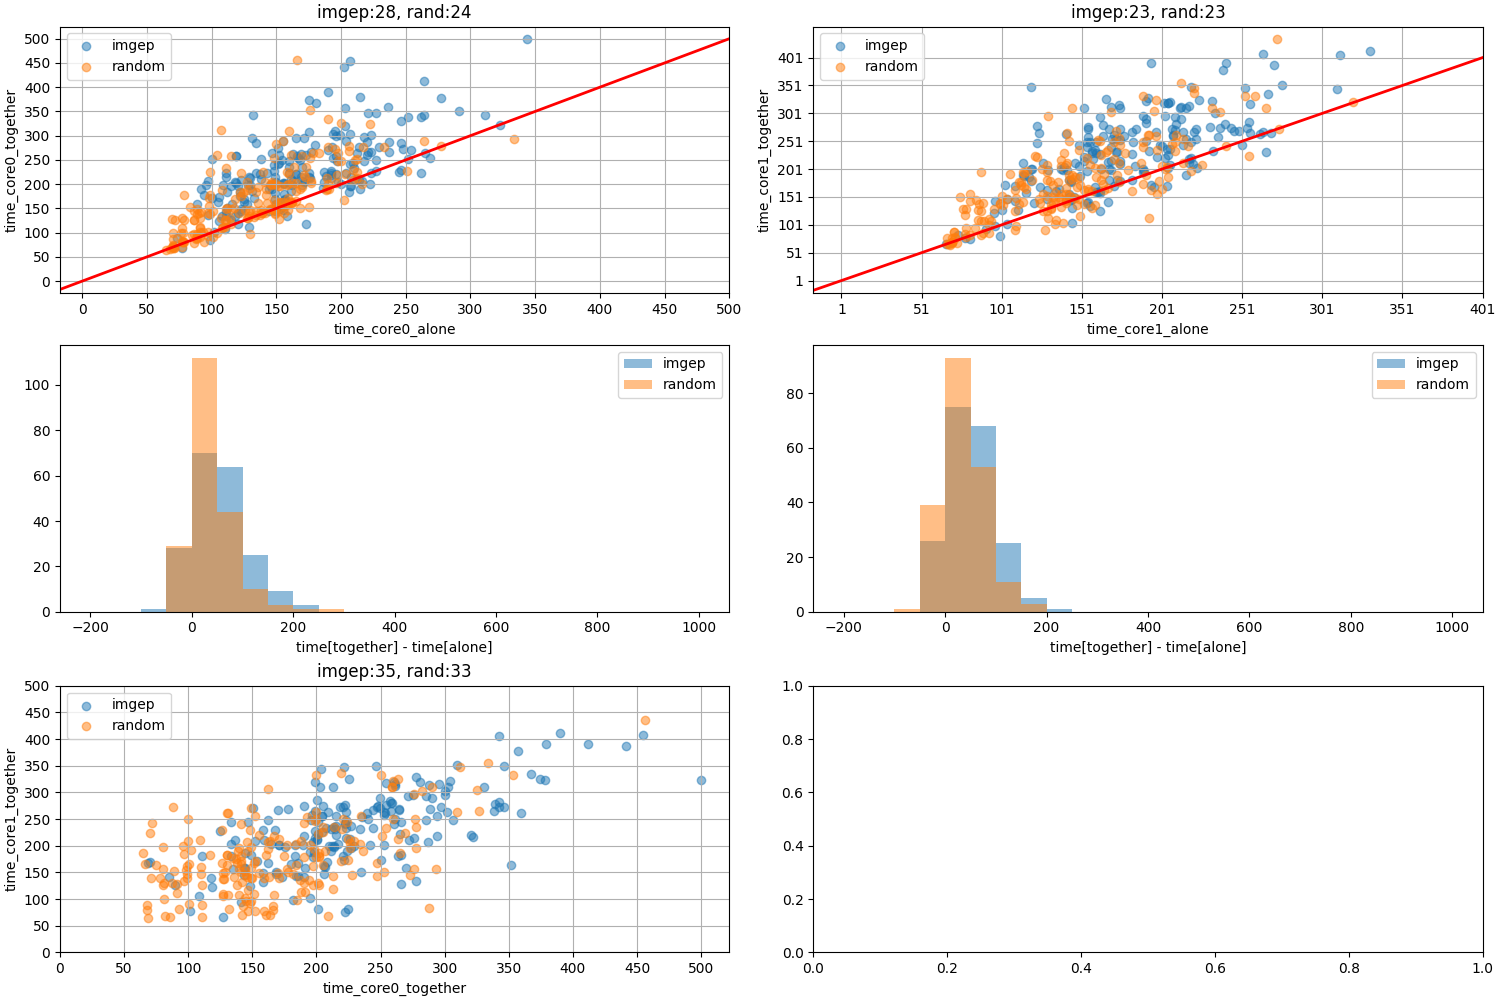 imgep:28, rand:24
imgep
random
500
450
400
350
300
250
200
150
100
50
0
time_core0_together
0 50 100 150 200 250 300 350 400 450 500
time_core0_alone
imgep:23, rand:23
imgep
random
401
351
301
251
201
151
101
51
1
time_core1_together
1 51 101 151 201 251 301 351 401
time_core1_alone
imgep
random
100
80
60
40
20
0
−200 0 200 400 600 800 1000
time[together] - time[alone]
imgep
random
80
60
40
20
0
−200 0 200 400 600 800 1000
time[together] - time[alone]
imgep:35, rand:33
imgep
random
500
450
400
350
300
250
200
150
100
50
0
time_core1_together
0 50 100 150 200 250 300 350 400 450 500
time_core0_together
1.0
0.8
0.6
0.4
0.2
0.0
0.0 0.2 0.4 0.6 0.8 1.0